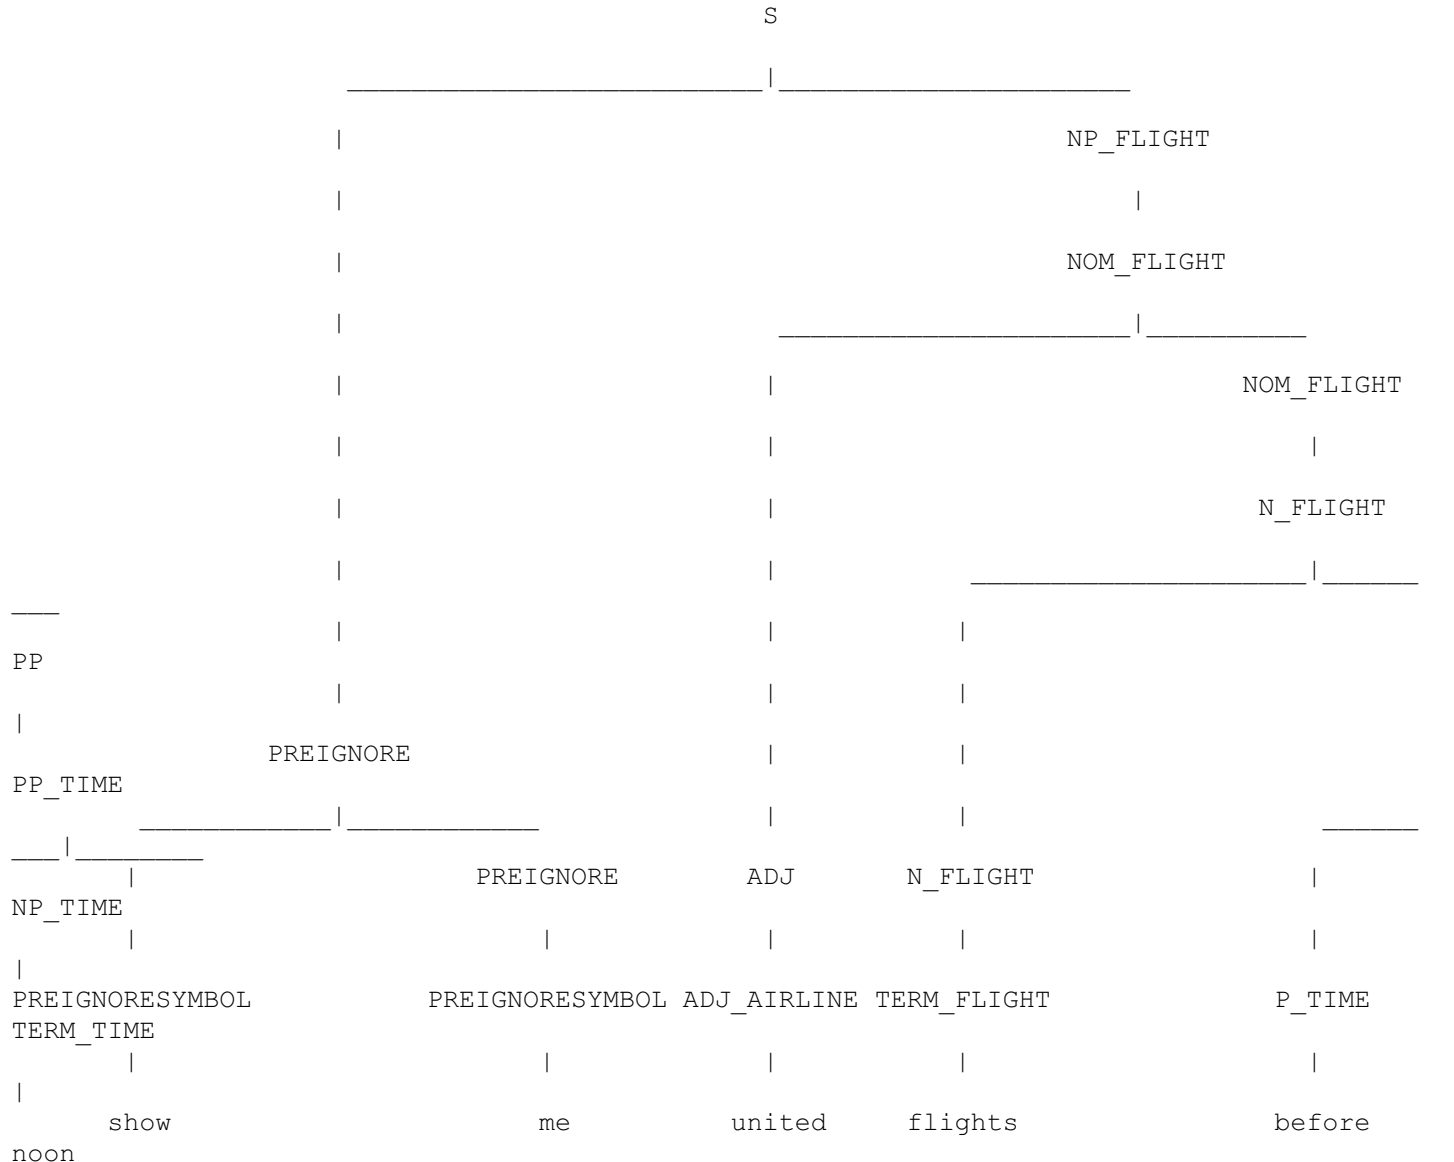 S
NP_FLIGHT
NOM_FLIGHT
NOM_FLIGHT
N_FLIGHT
PP
PREIGNORE
PP_TIME
PREIGNORE ADJ N_FLIGHT
NP_TIME
PREIGNORESYMBOL PREIGNORESYMBOL ADJ_AIRLINE TERM_FLIGHT P_TIME
TERM_TIME
show me united flights before
noon